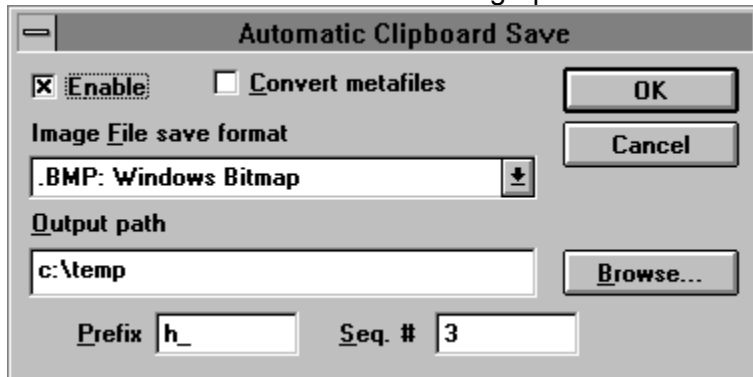 Automatic Clipboard Save
Enable Convert metafiles OK
Image File save format
Cancel
.BMP: Windows Bitmap
Output path
c:\temp Browse...
Prefix h_ Seq. # 3